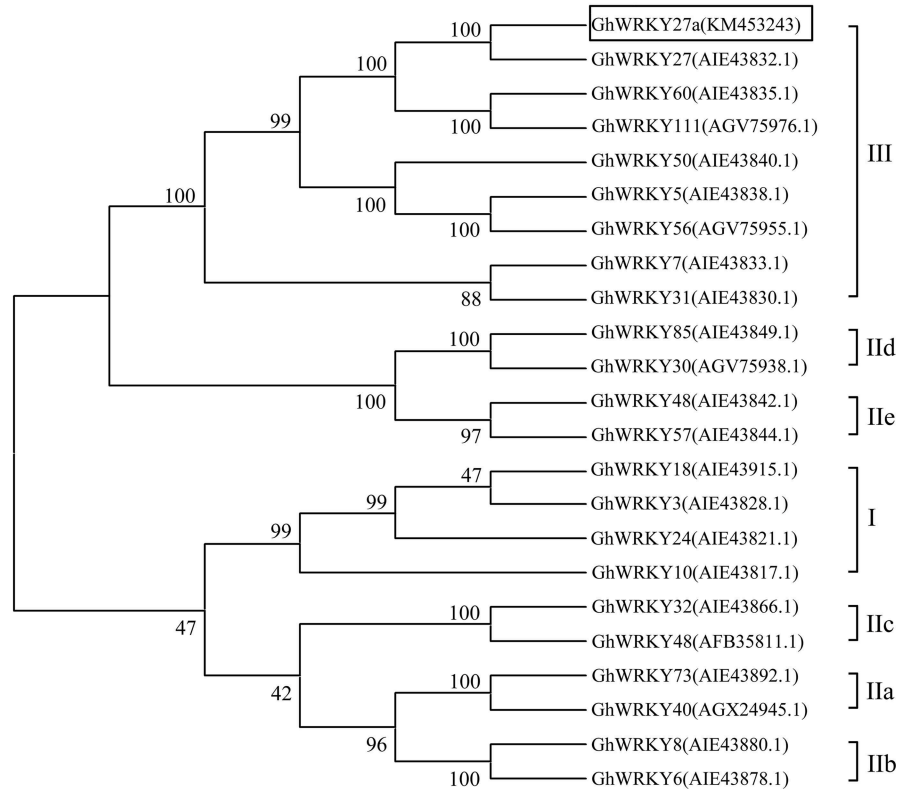 GhWRKY27a(KM453243)
100
GhWRKY27(AIE43832.1)
100
GhWRKY60(AIE43835.1)
99
100
GhWRKY111(AGV75976.1)
III
GhWRKY50(AIE43840.1)
100
GhWRKY5(AIE43838.1)
100
100
GhWRKY56(AGV75955.1)
GhWRKY7(AIE43833.1)
88
GhWRKY31(AIE43830.1)
GhWRKY85(AIE43849.1)
100
IId
GhWRKY30(AGV75938.1)
100
GhWRKY48(AIE43842.1)
IIe
97
GhWRKY57(AIE43844.1)
47
GhWRKY18(AIE43915.1)
99
GhWRKY3(AIE43828.1)
I
99
GhWRKY24(AIE43821.1)
GhWRKY10(AIE43817.1)
100
GhWRKY32(AIE43866.1)
47
IIc
GhWRKY48(AFB35811.1)
100
GhWRKY73(AIE43892.1)
42
IIa
GhWRKY40(AGX24945.1)
96
GhWRKY8(AIE43880.1)
IIb
100
GhWRKY6(AIE43878.1)